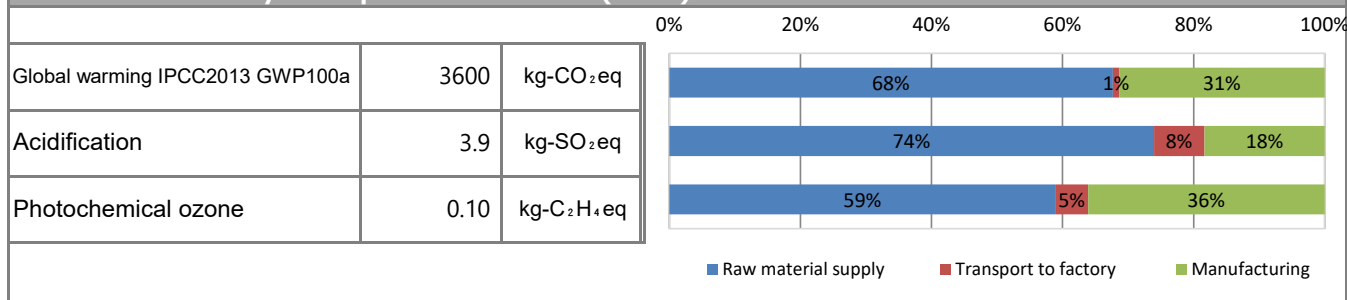 0% 20% 40% 60% 80% 100%
Global warming IPCC2013 GWP100a 3600 kg-CO₂eq 68% 1% 31%
Acidification 3.9 kg-SO₂eq 74% 8% 18%
Photochemical ozone 0.10 kg-C₂H₄eq 59% 5% 36%
Raw material supply Transport to factory Manufacturing